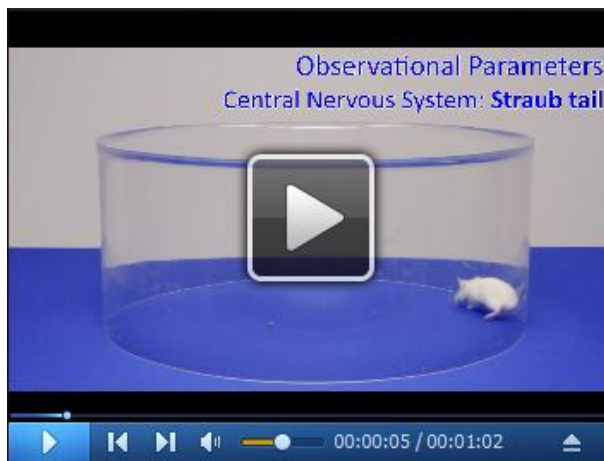 Observational Parameters
Central Nervous System: Straub tail
00:00:05 / 00:01:02